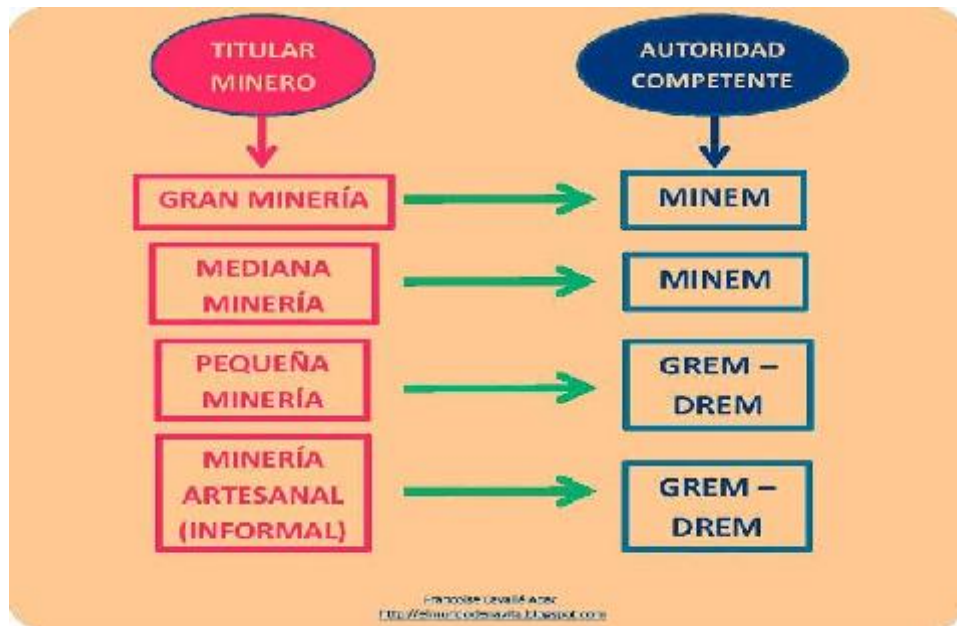 TITULAR
MINERO
AUTORIDAD
COMPETENTE
GRAN MINERÍA
MINEM
MEDIANA
MINERÍA
MINEM
PEQUEÑA
MINERÍA
GREM –
DREM
MINERÍA
ARTESANAL
(INFORMAL)
GREM –
DREM